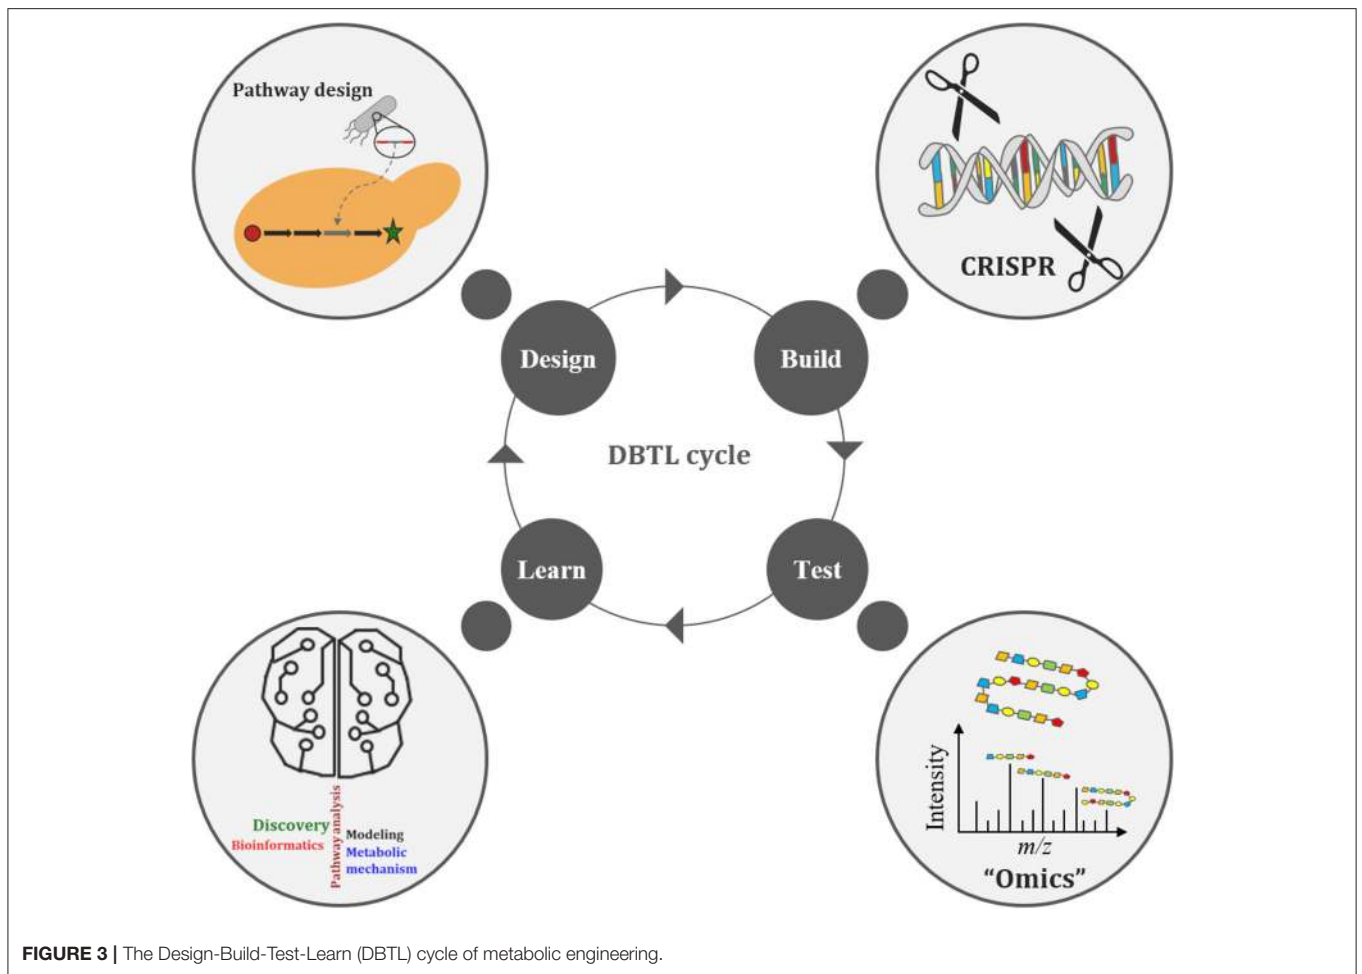 Pathway design
CRISPR
Design
Build
DBTL cycle
Learn
Test
Discovery
Bioinformatics
Pathway analysis
Modeling
Metabolic
mechanism
Intensity
m/z
“Omics”
FIGURE 3 | The Design-Build-Test-Learn (DBTL) cycle of metabolic engineering.